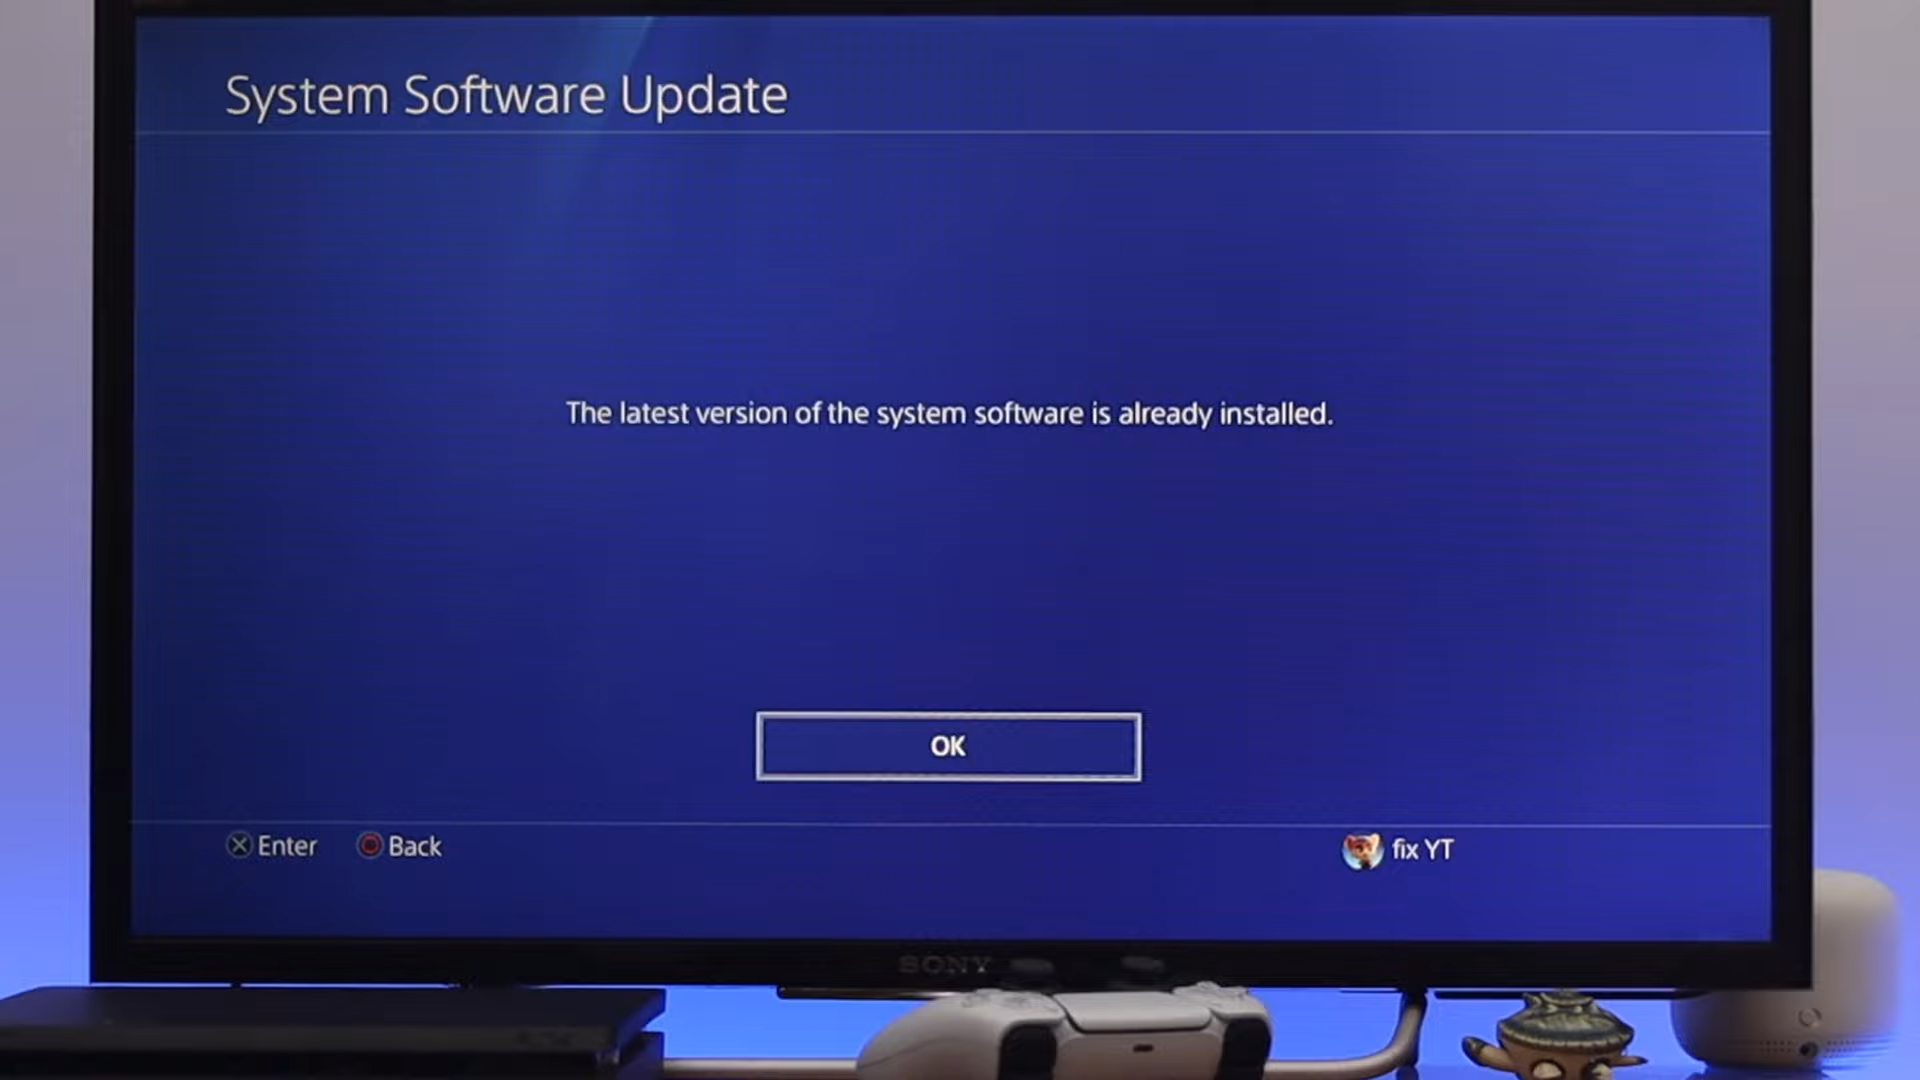 System Software Update
The latest version of the system software is already installed.
OK
Enter
Back
fix YT
SONY